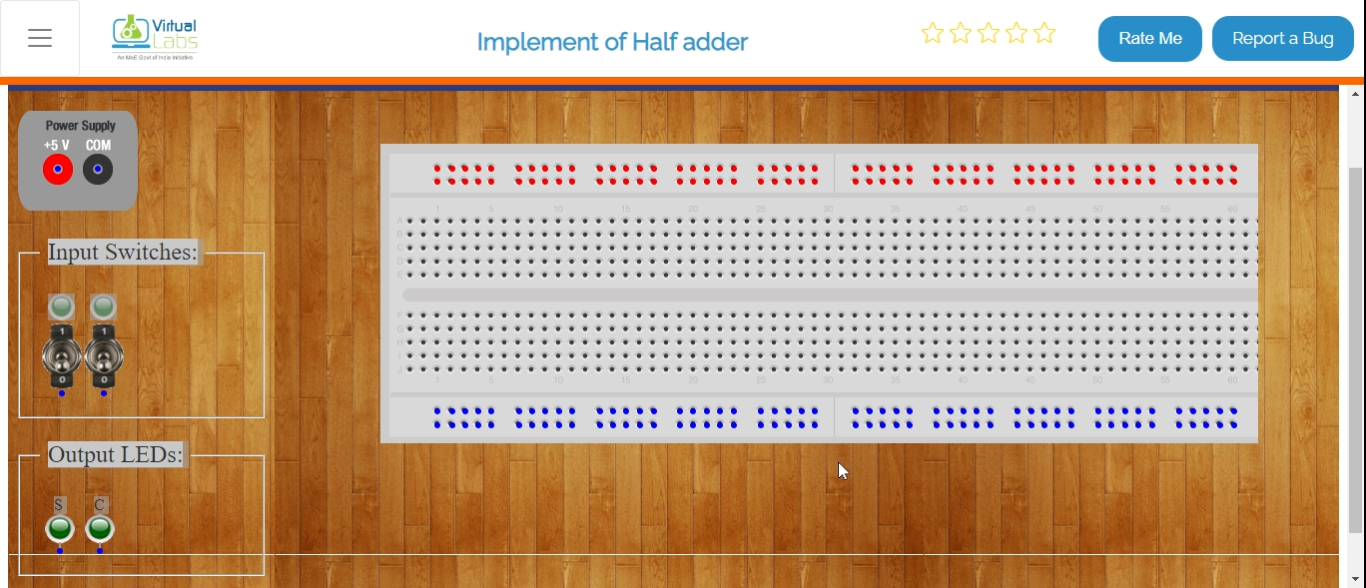 Virtual
Labs
An MoE Govt of India Initiative
Implement of Half adder
Rate Me
Report a Bug
Power Supply
+5 V COM
Input Switches:
1 1
0 0
Output LEDs:
S C
1 5 10 15 20 25 30 35 40 45 50 55 60
A
B
C
D
E
F
G
H
I
J
1 5 10 15 20 25 30 35 40 45 50 55 60